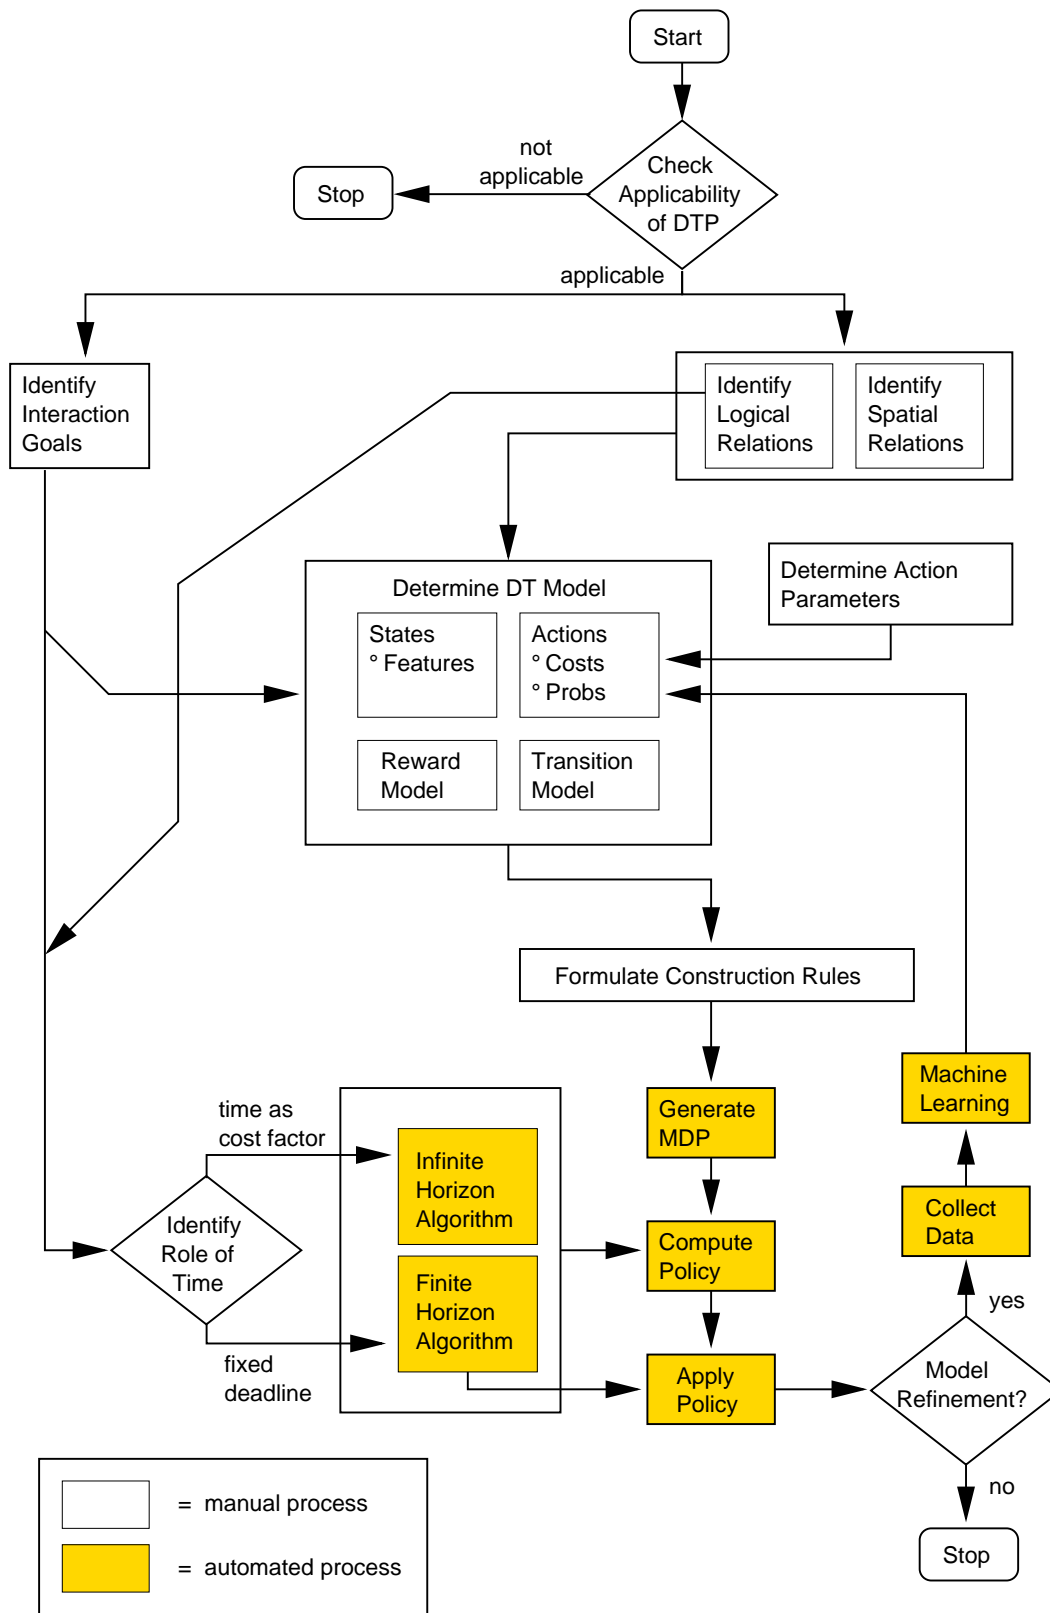 Start
not
applicable
Check
Applicability
of DTP
Stop
applicable
Identify
Interaction
Goals
Identify
Logical
Relations
Identify
Spatial
Relations
Determine DT Model
States
° Features
Actions
° Costs
° Probs
Reward
Model
Transition
Model
Determine Action
Parameters
Formulate Construction Rules
time as
cost factor
Identify
Role of
Time
fixed
deadline
Infinite
Horizon
Algorithm
Finite
Horizon
Algorithm
Generate
MDP
Compute
Policy
Apply
Policy
Machine
Learning
Collect
Data
yes
Model
Refinement?
no
Stop
= manual process
= automated process